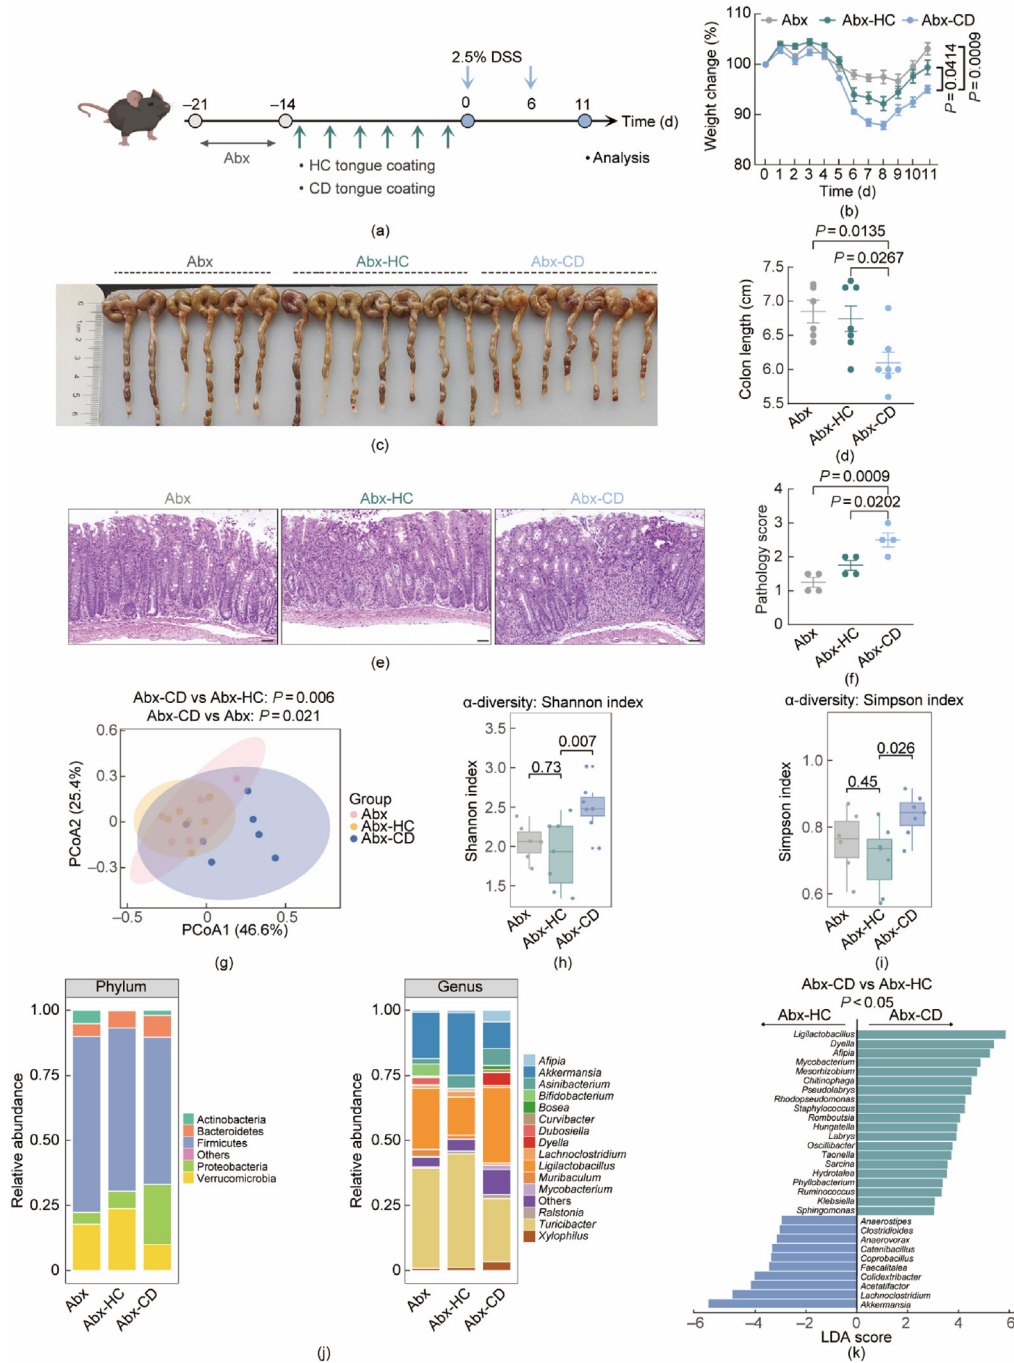 2.5% DSS
−21
−14
0
6
11
Time (d)
Abx
• HC tongue coating
• CD tongue coating
• Analysis
(a)
Abx
Abx-HC
Abx-CD
Weight change (%)
110
100
90
80
0 1 2 3 4 5 6 7 8 9 10 11
Time (d)
P = 0.0414
P = 0.0009
(b)
Abx
Abx-HC
Abx-CD
0
1cm
2
3
4
5
6
(c)
P = 0.0135
P = 0.0267
Colon length (cm)
7.5
7.0
6.5
6.0
5.5
Abx
Abx-HC
Abx-CD
(d)
Abx
Abx-HC
Abx-CD
(e)
P = 0.0009
P = 0.0202
Pathology score
4
3
2
1
0
Abx
Abx-HC
Abx-CD
(f)
Abx-CD vs Abx-HC: P = 0.006
Abx-CD vs Abx: P = 0.021
PCoA2 (25.4%)
0.6
0.3
0
−0.3
−0.5
0
0.5
PCoA1 (46.6%)
Group
Abx
Abx-HC
Abx-CD
(g)
α-diversity: Shannon index
Shannon index
3.5
3.0
2.5
2.0
1.5
0.73
0.007
Abx
Abx-HC
Abx-CD
(h)
α-diversity: Simpson index
Simpson index
1.0
0.8
0.6
0.45
0.026
Abx
Abx-HC
Abx-CD
(i)
Phylum
Relative abundance
1.00
0.75
0.50
0.25
0
Abx
Abx-HC
Abx-CD
Actinobacteria
Bacteroidetes
Firmicutes
Others
Proteobacteria
Verrucomicrobia
Genus
Relative abundance
1.00
0.75
0.50
0.25
0
Abx
Abx-HC
Abx-CD
Afipia
Akkermansia
Asinibacterium
Bifidobacterium
Bosea
Curvibacter
Dubosiella
Dyella
Lachnoclostridium
Ligilactobacillus
Muribaculum
Mycobacterium
Others
Ralstonia
Turicibacter
Xylophilus
(j)
Abx-CD vs Abx-HC
P < 0.05
Abx-HC
Abx-CD
Ligilactobacillus
Dyella
Afipia
Mycobacterium
Mesorhizobium
Chitinophaga
Pseudolabrys
Rhodopseudomonas
Staphylococcus
Romboutsia
Hungatella
Labrys
Oscillibacter
Taonella
Sarcina
Hydrotalea
Phyllobacterium
Ruminococcus
Klebsiella
Sphingomonas
Anaerostipes
Clostridioides
Anaerovorax
Catenibacillus
Coprobacillus
Faecalitalea
Colidextribacter
Acetatifactor
Lachnoclostridium
Akkermansia
−6 −4 −2 0 2 4 6
LDA score
(k)